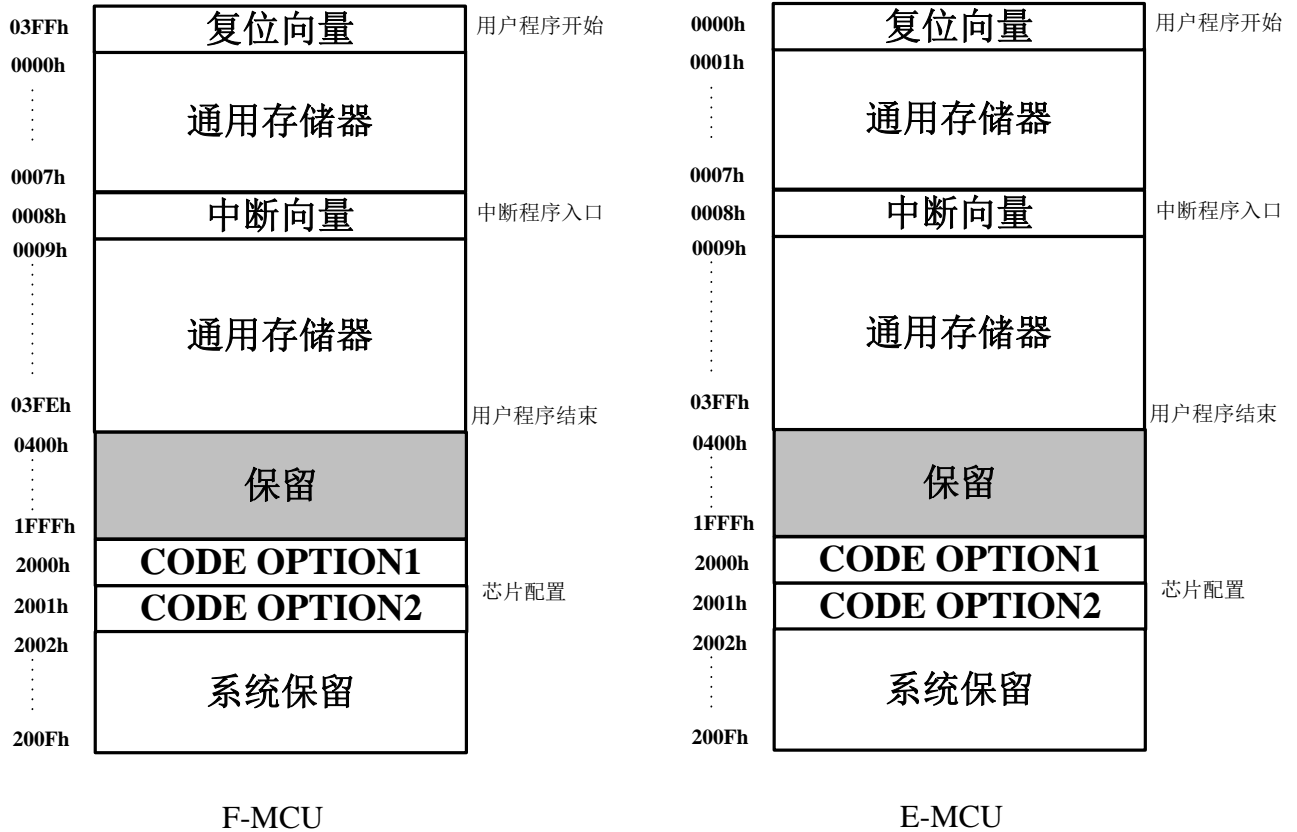 03FFh 复位向量 用户程序开始
0000h
通用存储器
0007h
0008h 中断向量 中断程序入口
0009h
通用存储器
03FEh
用户程序结束
0400h
保留
1FFFh
2000h CODE OPTION1
芯片配置
2001h CODE OPTION2
2002h
系统保留
200Fh
F-MCU
0000h 复位向量 用户程序开始
0001h
通用存储器
0007h
0008h 中断向量 中断程序入口
0009h
通用存储器
03FFh
用户程序结束
0400h
保留
1FFFh
2000h CODE OPTION1
芯片配置
2001h CODE OPTION2
2002h
系统保留
200Fh
E-MCU